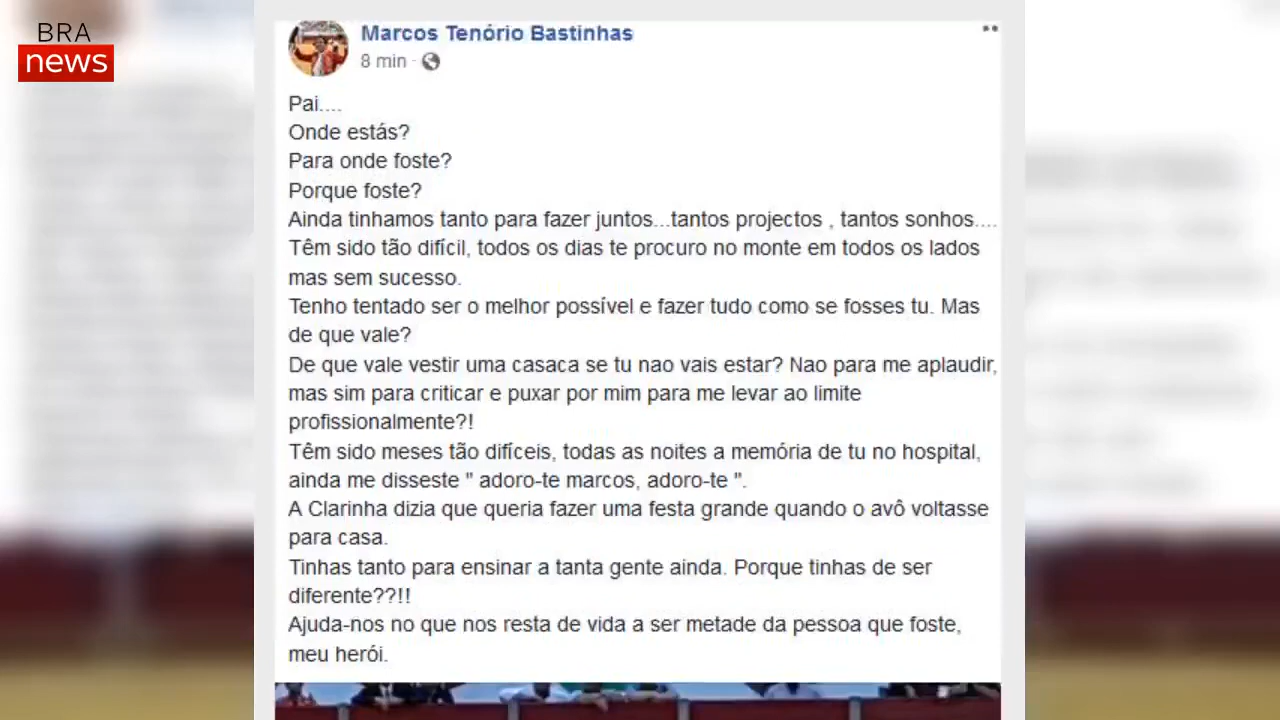 BRA
news
Marcos Tenório Bastinhas
8 min ·
Pai....
Onde estás?
Para onde foste?
Porque foste?
Ainda tinhamos tanto para fazer juntos...tantos projectos , tantos sonhos....
Têm sido tão difícil, todos os dias te procuro no monte em todos os lados
mas sem sucesso.
Tenho tentado ser o melhor possível e fazer tudo como se fosses tu. Mas
de que vale?
De que vale vestir uma casaca se tu nao vais estar? Nao para me aplaudir,
mas sim para criticar e puxar por mim para me levar ao limite
profissionalmente?!
Têm sido meses tão difíceis, todas as noites a memória de tu no hospital,
ainda me disseste " adoro-te marcos, adoro-te ".
A Clarinha dizia que queria fazer uma festa grande quando o avô voltasse
para casa.
Tinhas tanto para ensinar a tanta gente ainda. Porque tinhas de ser
diferente??!!
Ajuda-nos no que nos resta de vida a ser metade da pessoa que foste,
meu herói.